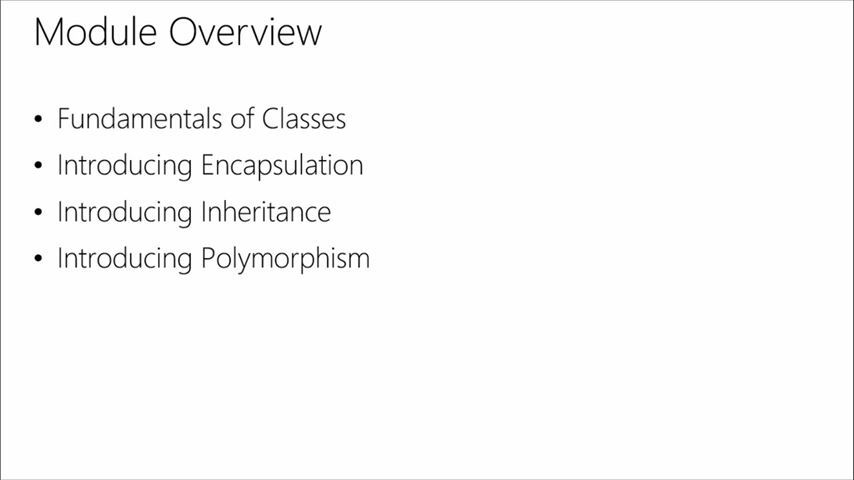 Module Overview
• Fundamentals of Classes
• Introducing Encapsulation
• Introducing Inheritance
• Introducing Polymorphism